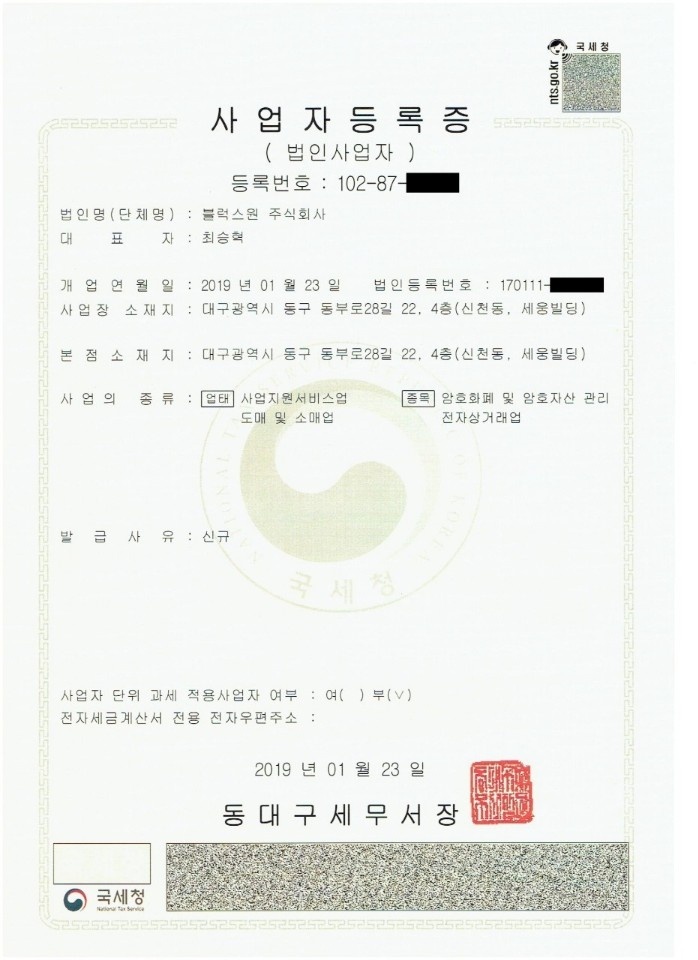 국세청
nts.go.kr
사업자등록증
( 법인사업자 )
등록번호 : 102-87-
법인명(단체명) : 블럭스원 주식회사
대 표 자 : 최승혁
개 업 연 월 일 : 2019 년 01 월 23 일 법인등록번호 : 170111-
사업장 소재지 : 대구광역시 동구 동부로28길 22, 4층(신천동, 세웅빌딩)
본점소재지 : 대구광역시 동구 동부로28길 22, 4층(신천동, 세웅빌딩)
사업의 종류 : 업태 사업지원서비스업 종목 암호화폐 및 암호자산 관리
도매 및 소매업 전자상거래업
발 급 사 유 : 신규
국세청
사업자 단위 과세 적용사업자 여부 : 여( ) 부(∨)
전자세금계산서 전용 전자우편주소 :
2019 년 01 월 23 일
동대구세무서장
국세청
National Tax Service